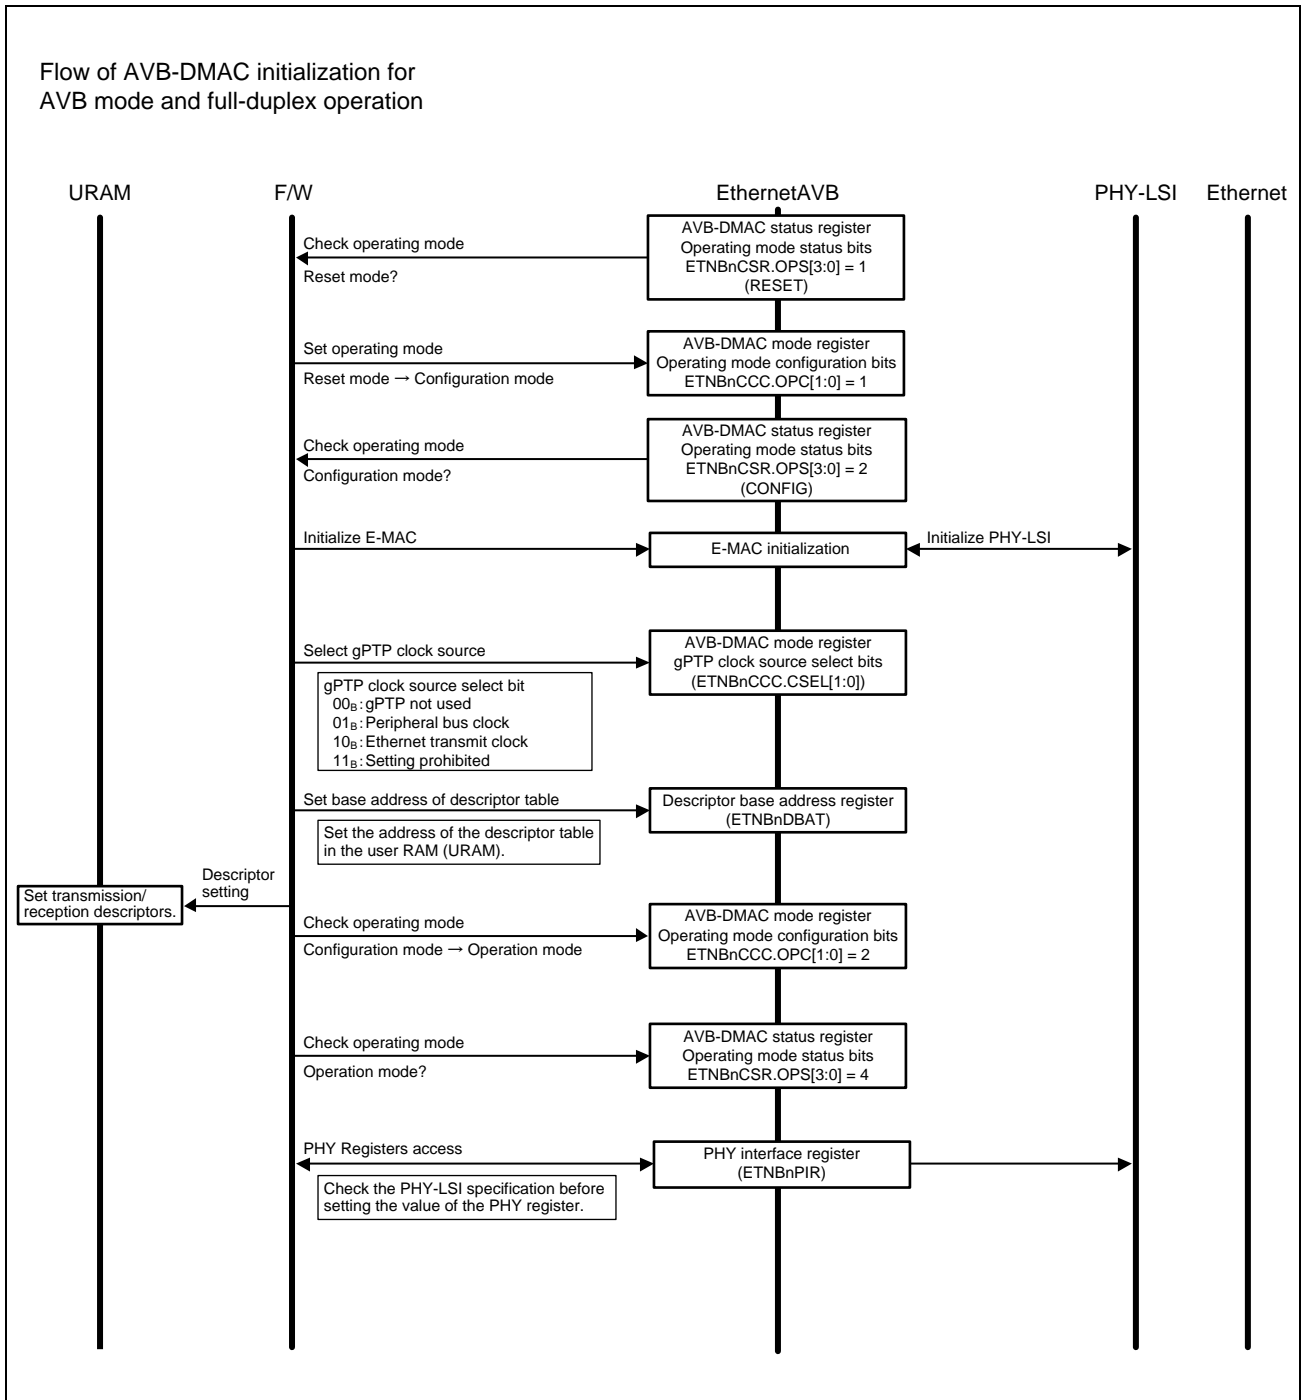 Flow of AVB-DMAC initialization for
AVB mode and full-duplex operation
URAM
F/W
EthernetAVB
PHY-LSI
Ethernet
Check operating mode
Reset mode?
AVB-DMAC status register
Operating mode status bits
ETNBnCSR.OPS[3:0] = 1
(RESET)
Set operating mode
Reset mode → Configuration mode
AVB-DMAC mode register
Operating mode configuration bits
ETNBnCCC.OPC[1:0] = 1
Check operating mode
Configuration mode?
AVB-DMAC status register
Operating mode status bits
ETNBnCSR.OPS[3:0] = 2
(CONFIG)
Initialize E-MAC
E-MAC initialization
Initialize PHY-LSI
Select gPTP clock source
AVB-DMAC mode register
gPTP clock source select bits
(ETNBnCCC.CSEL[1:0])
gPTP clock source select bit
00B: gPTP not used
01B: Peripheral bus clock
10B: Ethernet transmit clock
11B: Setting prohibited
Set base address of descriptor table
Descriptor base address register
(ETNBnDBAT)
Set the address of the descriptor table
in the user RAM (URAM).
Descriptor
setting
Set transmission/
reception descriptors.
Check operating mode
Configuration mode → Operation mode
AVB-DMAC mode register
Operating mode configuration bits
ETNBnCCC.OPC[1:0] = 2
Check operating mode
Operation mode?
AVB-DMAC status register
Operating mode status bits
ETNBnCSR.OPS[3:0] = 4
PHY Registers access
PHY interface register
(ETNBnPIR)
Check the PHY-LSI specification before
setting the value of the PHY register.